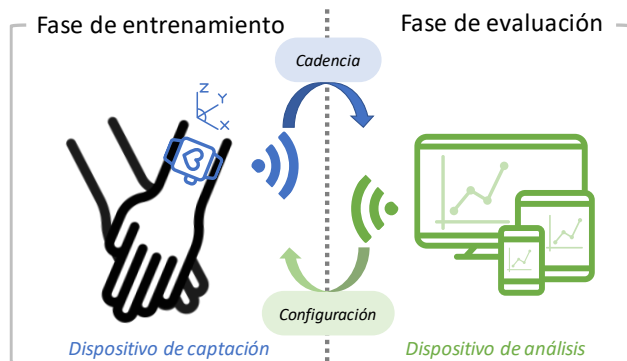 Fase de entrenamiento
Fase de evaluación
Cadencia
Z
Y
X
Configuración
Dispositivo de captación
Dispositivo de análisis